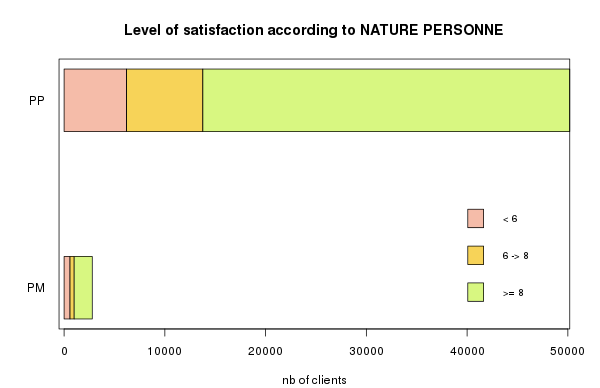 Level of satisfaction according to NATURE PERSONNE
PP
< 6
6 -> 8
>= 8
PM
0 10000 20000 30000 40000 50000
nb of clients